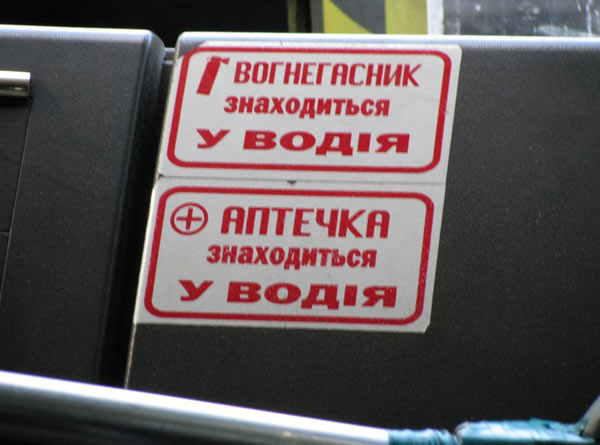 ВОГНЕГАСНИК
знаходиться
У ВОДІЯ
АПТЕЧКА
знаходиться
У ВОДІЯ